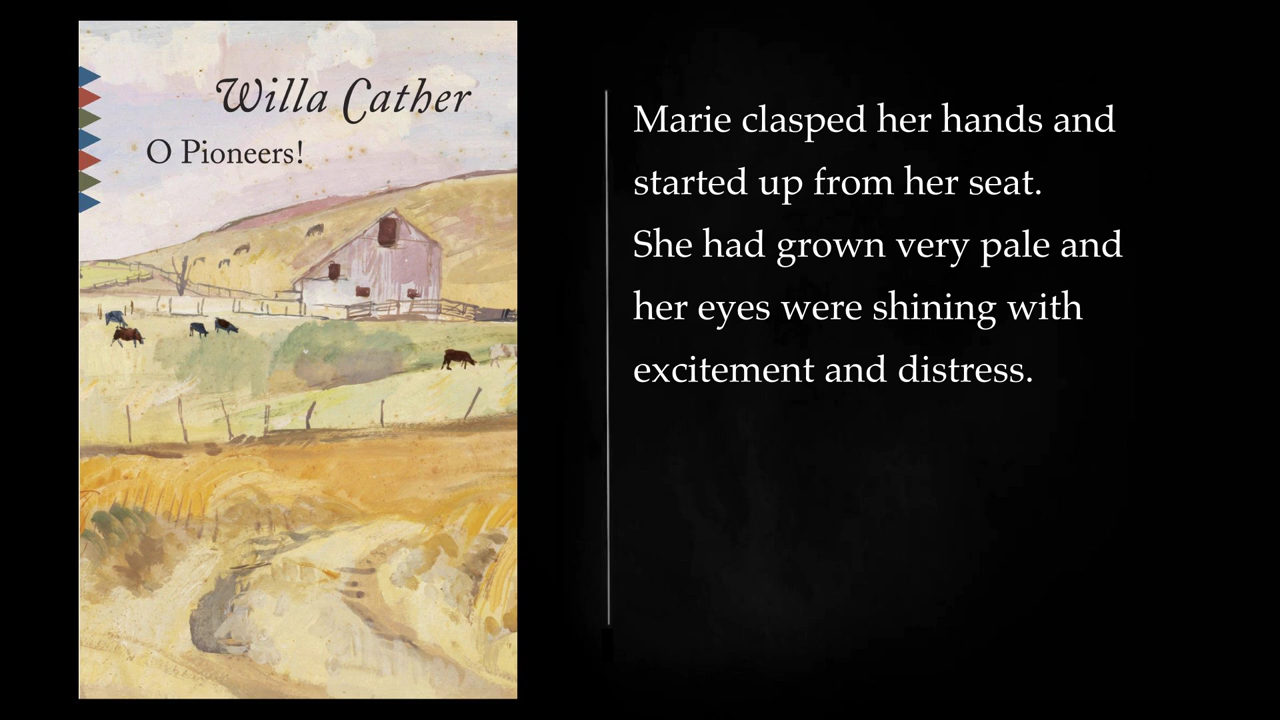 Willa Cather
O Pioneers!
Marie clasped her hands and
started up from her seat.
She had grown very pale and
her eyes were shining with
excitement and distress.